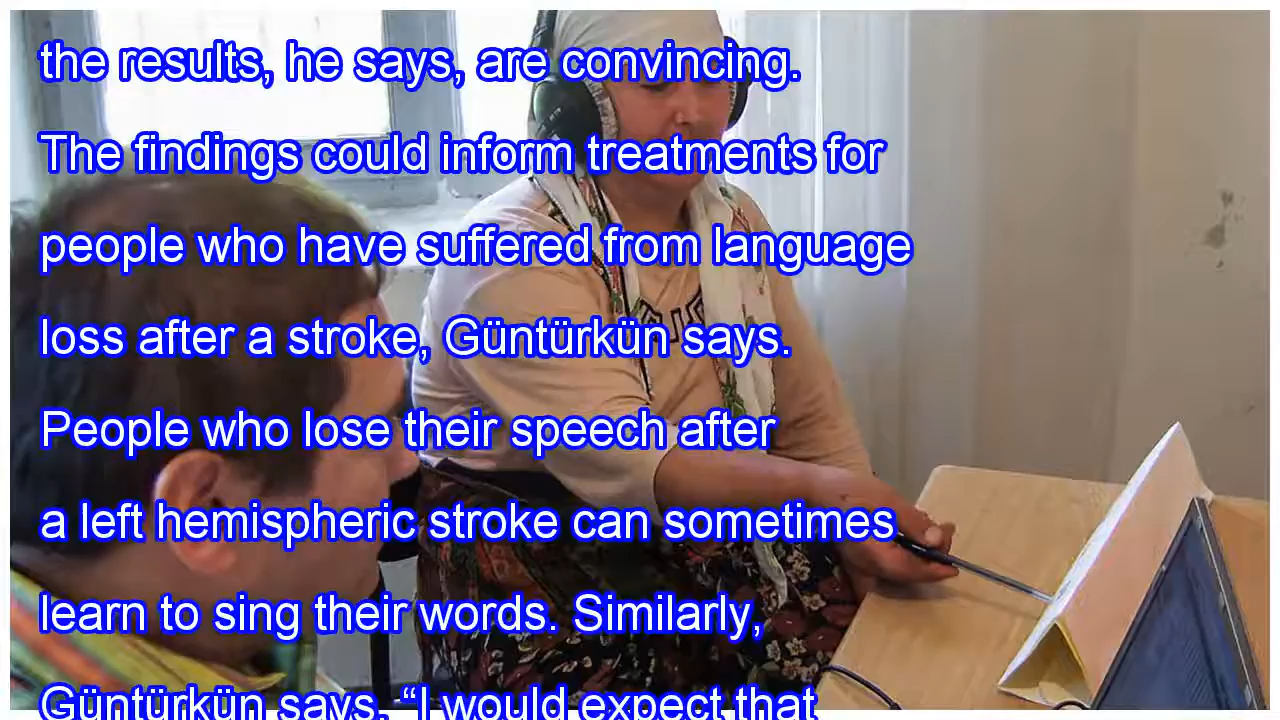 the results, he says, are convincing.
The findings could inform treatments for
people who have suffered from language
loss after a stroke, Güntürkün says.
People who lose their speech after
a left hemispheric stroke can sometimes
learn to sing their words. Similarly,
Güntürkün says, “I would expect that